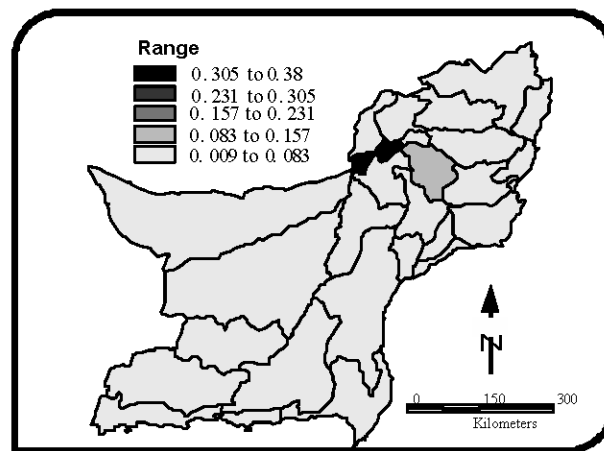 Range
0.305 to 0.38
0.231 to 0.305
0.157 to 0.231
0.083 to 0.157
0.009 to 0.083
N
0 150 300
Kilometers